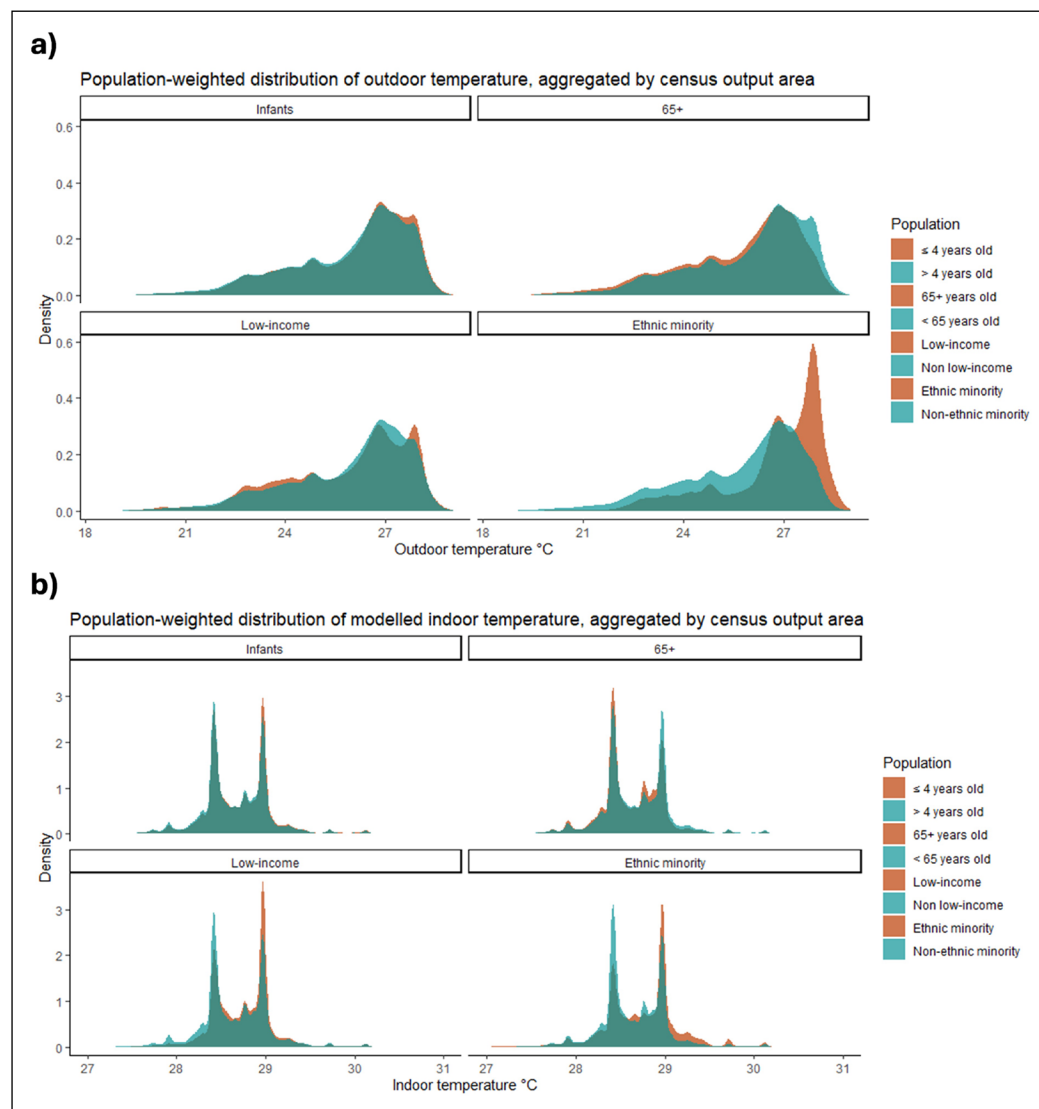 a)
Population-weighted distribution of outdoor temperature, aggregated by census output area
Infants
65+
0.6
0.4
0.2
0.0
Low-income
Ethnic minority
0.6
0.4
0.2
0.0
Density
18
21
24
27
18
21
24
27
Outdoor temperature °C
Population
≤ 4 years old
> 4 years old
65+ years old
< 65 years old
Low-income
Non low-income
Ethnic minority
Non-ethnic minority
b)
Population-weighted distribution of modelled indoor temperature, aggregated by census output area
Infants
65+
3
2
1
0
Low-income
Ethnic minority
3
2
1
0
Density
27
28
29
30
31
27
28
29
30
31
Indoor temperature °C
Population
≤ 4 years old
> 4 years old
65+ years old
< 65 years old
Low-income
Non low-income
Ethnic minority
Non-ethnic minority